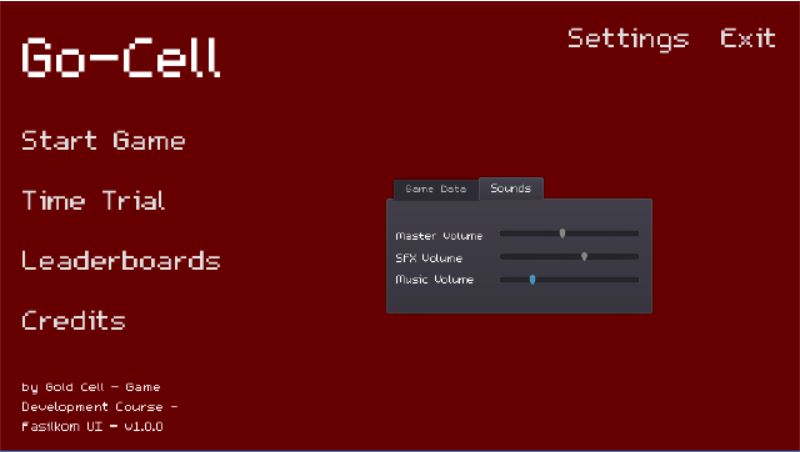 Go-Cell
Settings Exit
Start Game
Time Trial
Leaderboards
Credits
Game Data Sounds
Master Volume
SFX Volume
Music Volume
by Gold Cell - Game
Development Course -
Fasilkom UI - v1.0.0